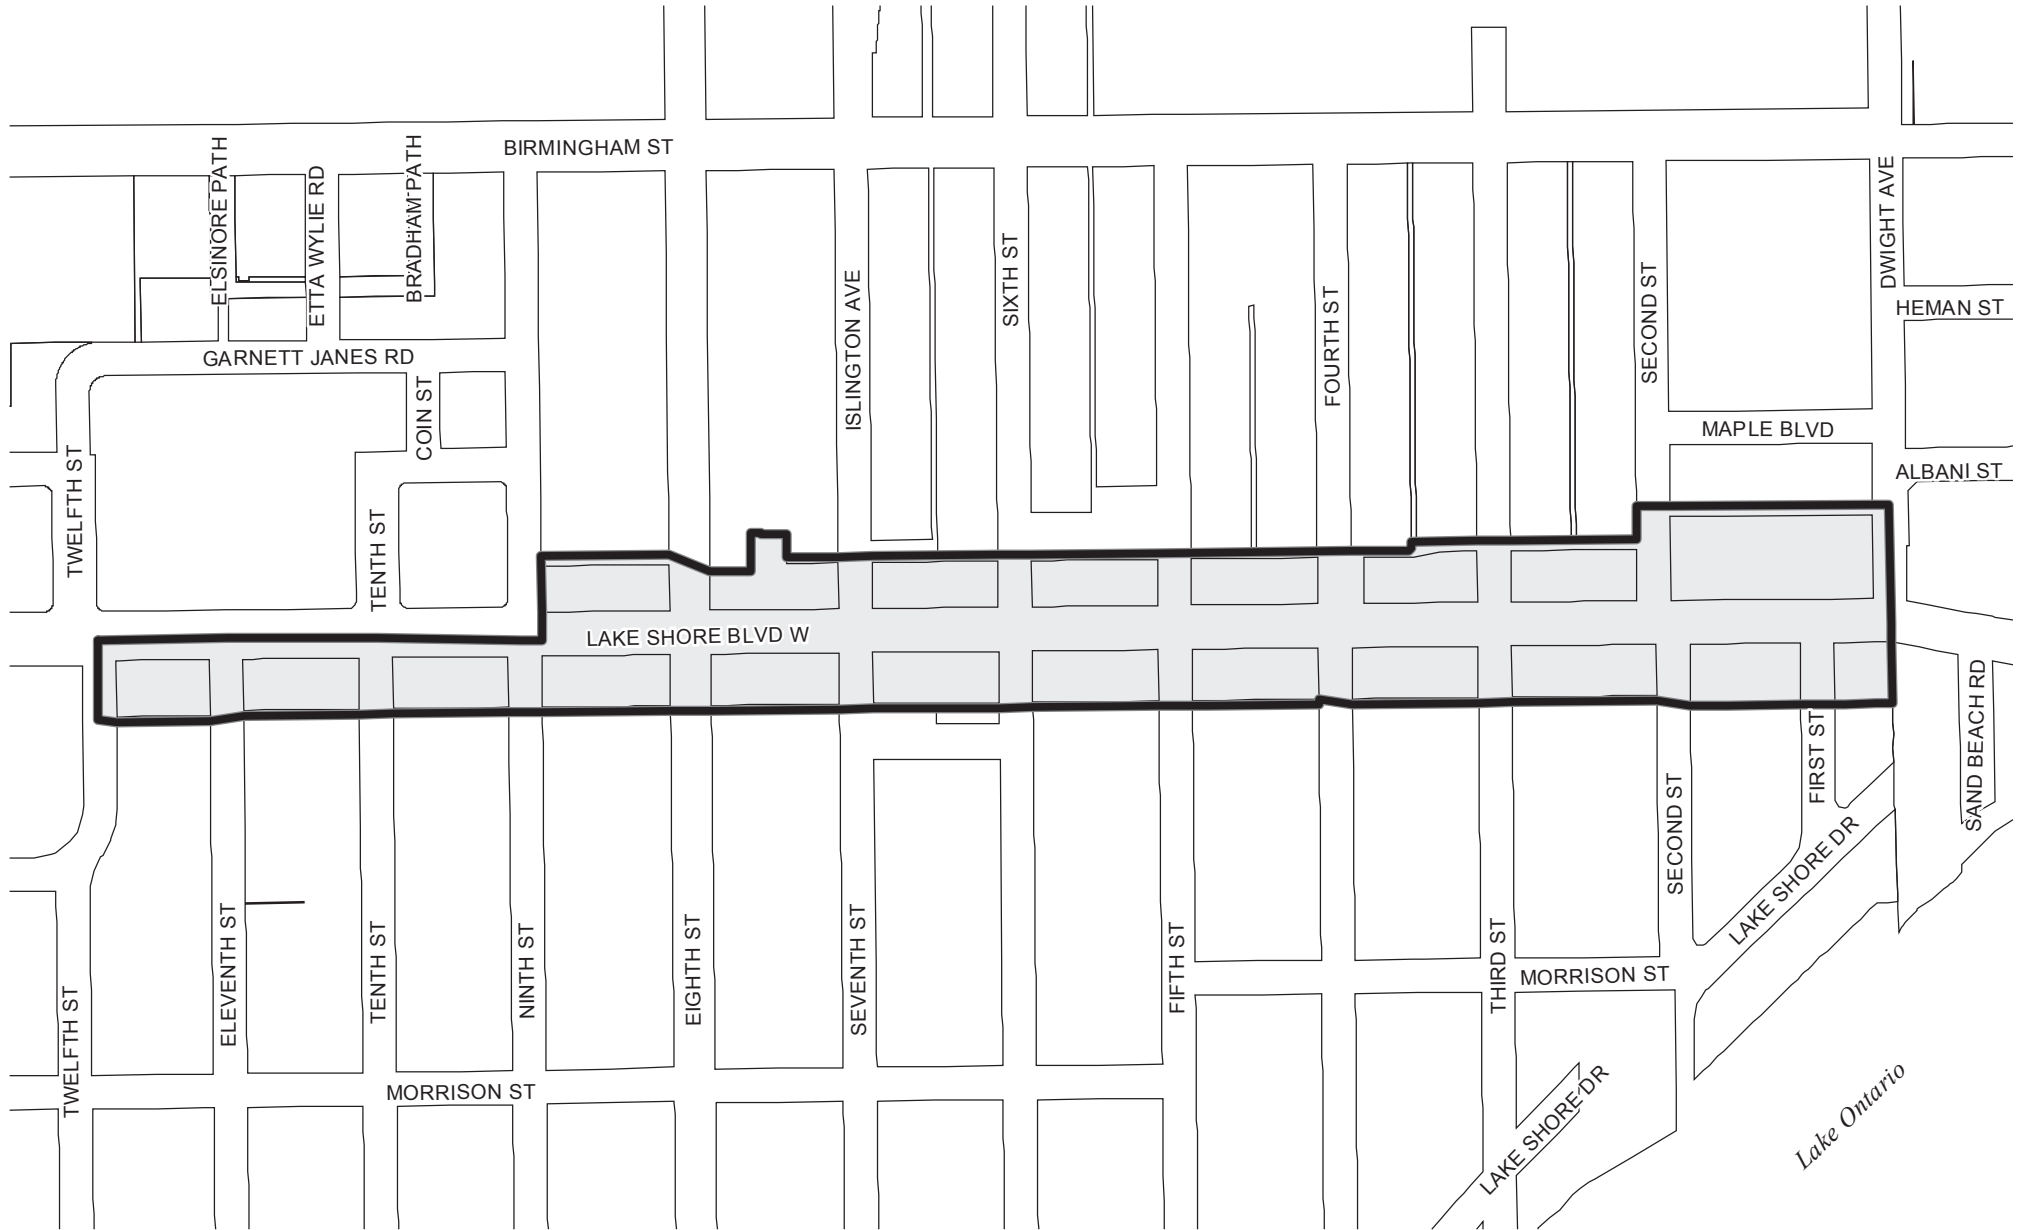 BIRMINGHAM ST
ELSINORE PATH
ETTA WYLIE RD
BRADHAM PATH
DWIGHT AVE
SIXTH ST
ISLINGTON AVE
SECOND ST
FOURTH ST
HEMAN ST
GARNETT JANES RD
COIN ST
MAPLE BLVD
TWELFTH ST
ALBANI ST
TENTH ST
LAKE SHORE BLVD W
SAND BEACH RD
FIRST ST
SECOND ST
LAKE SHORE DR
ELEVENTH ST
TENTH ST
NINTH ST
EIGHTH ST
SEVENTH ST
FIFTH ST
THIRD ST
MORRISON ST
TWELFTH ST
MORRISON ST
LAKE SHORE DR
Lake Ontario